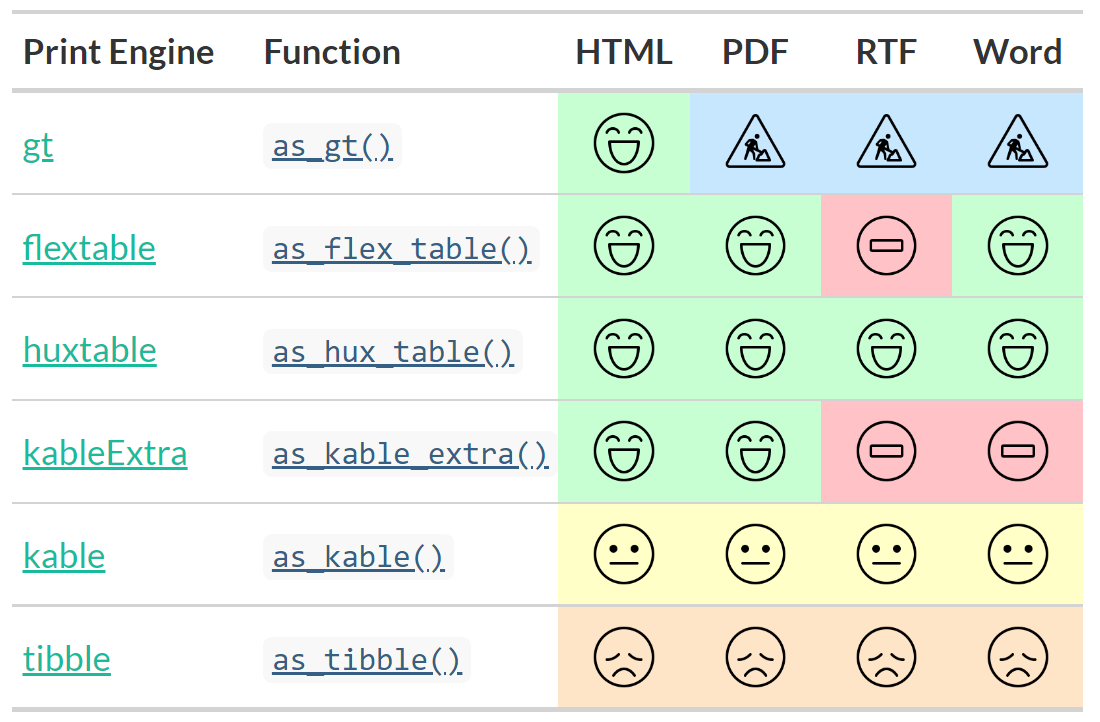 Print Engine Function HTML PDF RTF Word
gt as_gt()
flextable as_flex_table()
huxtable as_hux_table()
kableExtra as_kable_extra()
kable as_kable()
tibble as_tibble()